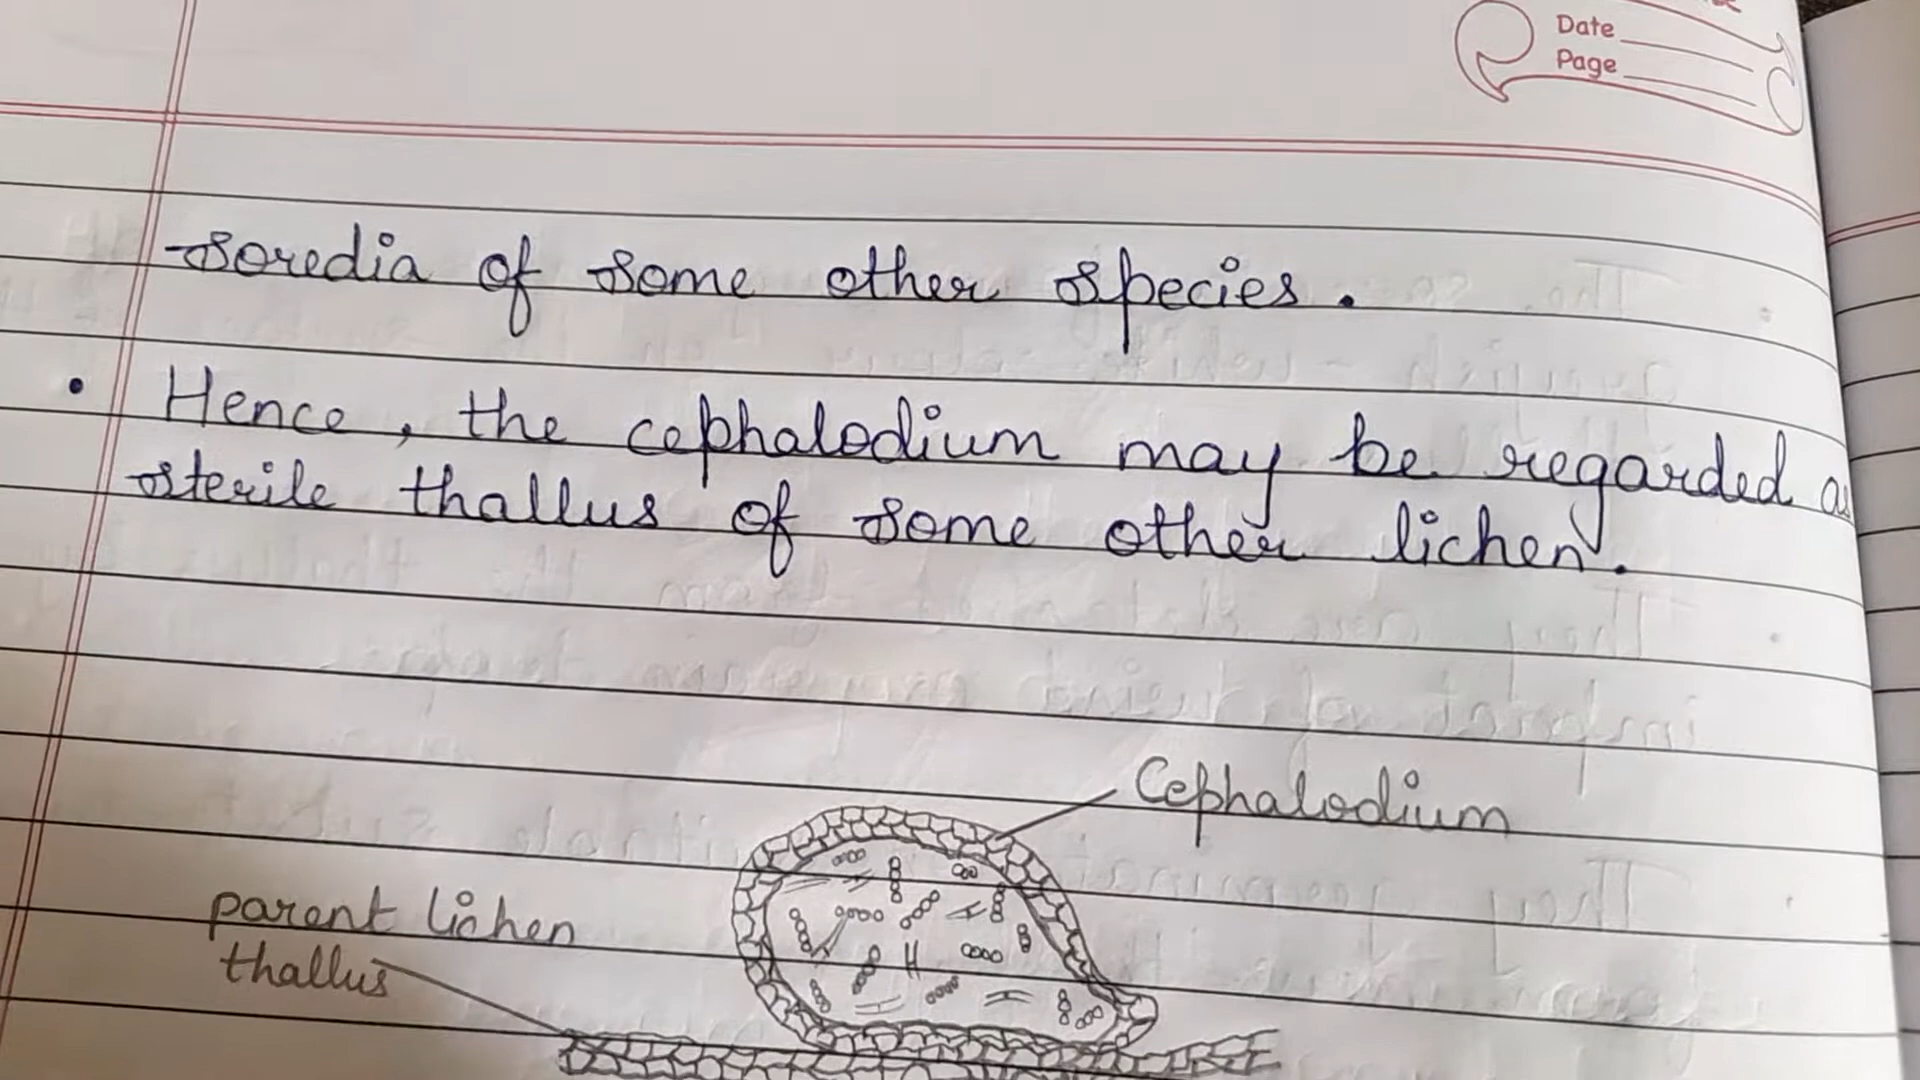 Date
Page
soredia of some other species.
• Hence, the cephalodium may be regarded as
sterile thallus of some other lichen.
Cephalodium
parent lichen
thallus